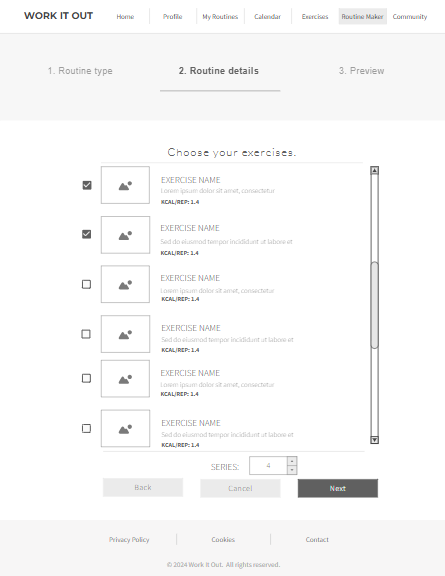 WORK IT OUT
Home Profile My Routines Calendar Exercises Routine Maker Community
1. Routine type 2. Routine details 3. Preview
Choose your exercises.
EXERCISE NAME
Lorem ipsum dolor sit amet, consectetur
KCAL/REP: 1.4
EXERCISE NAME
Sed do eiusmod tempor incididunt ut labore et
KCAL/REP: 1.4
EXERCISE NAME
Lorem ipsum dolor sit amet, consectetur
KCAL/REP: 1.4
EXERCISE NAME
Sed do eiusmod tempor incididunt ut labore et
KCAL/REP: 1.4
EXERCISE NAME
Lorem ipsum dolor sit amet, consectetur
KCAL/REP: 1.4
EXERCISE NAME
Sed do eiusmod tempor incididunt ut labore et
KCAL/REP: 1.4
SERIES: 4
Back Cancel Next
Privacy Policy Cookies Contact
© 2024 Work It Out. All rights reserved.